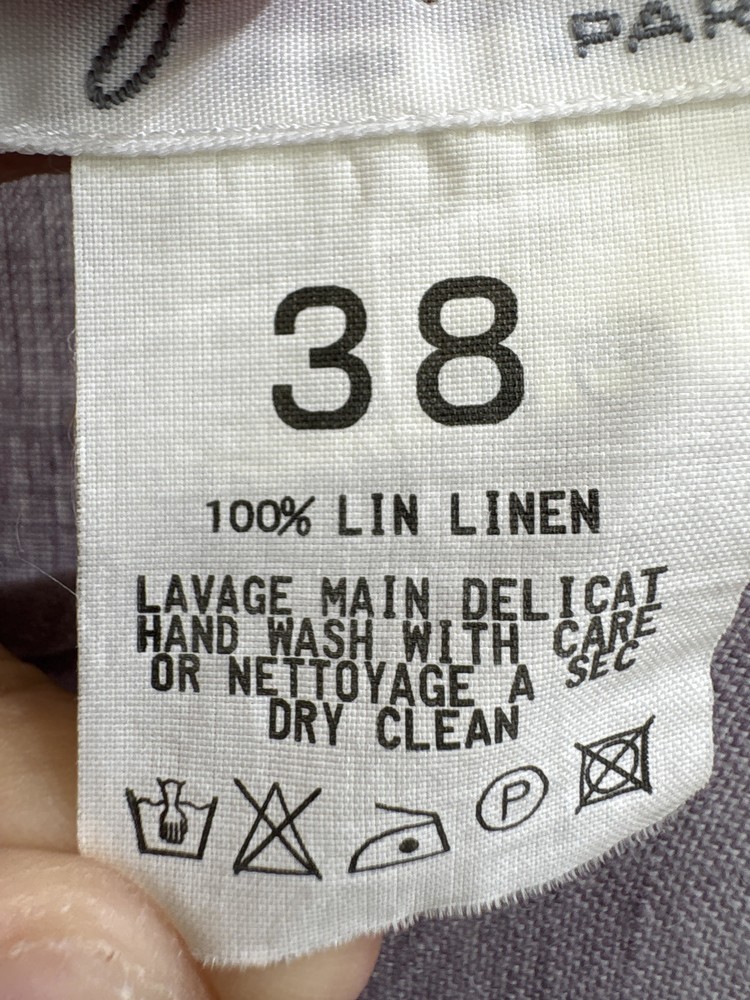 38
100% LIN LINEN
LAVAGE MAIN DELICAT
HAND WASH WITH CARE
OR NETTOYAGE A SEC
DRY CLEAN
P